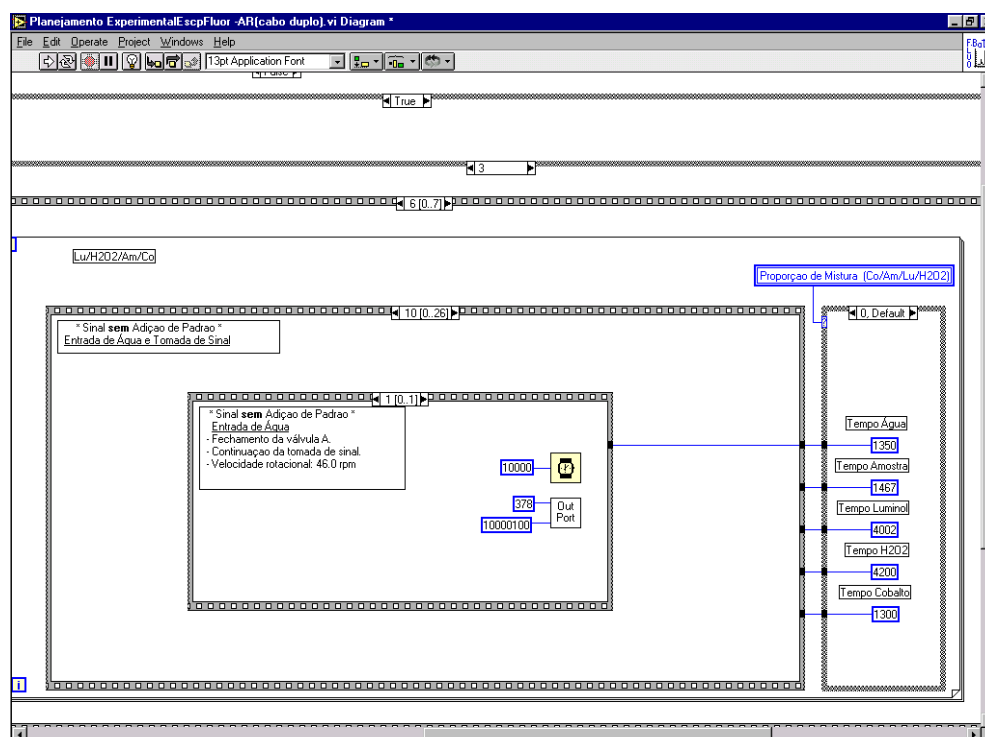 Planejamento ExperimentalEscpFluor -AR(cabo duplo).vi Diagram *
File Edit Operate Project Windows Help
13pt Application Font
True
3
6 [0..7]
Lu/H2O2/Am/Co
Proporçao de Mistura (Co/Am/Lu/H2O2)
10 [0..26]
0, Default
* Sinal sem Adiçao de Padrao *
Entrada de Água e Tomada de Sinal
1 [0..1]
* Sinal sem Adiçao de Padrao *
Entrada de Água
- Fechamento da válvula A.
- Continuaçao da tomada de sinal.
- Velocidade rotacional: 46.0 rpm
10000
378
10000100
Out
Port
Tempo Água
1350
Tempo Amostra
1467
Tempo Luminol
4002
Tempo H2O2
4200
Tempo Cobalto
1300
i